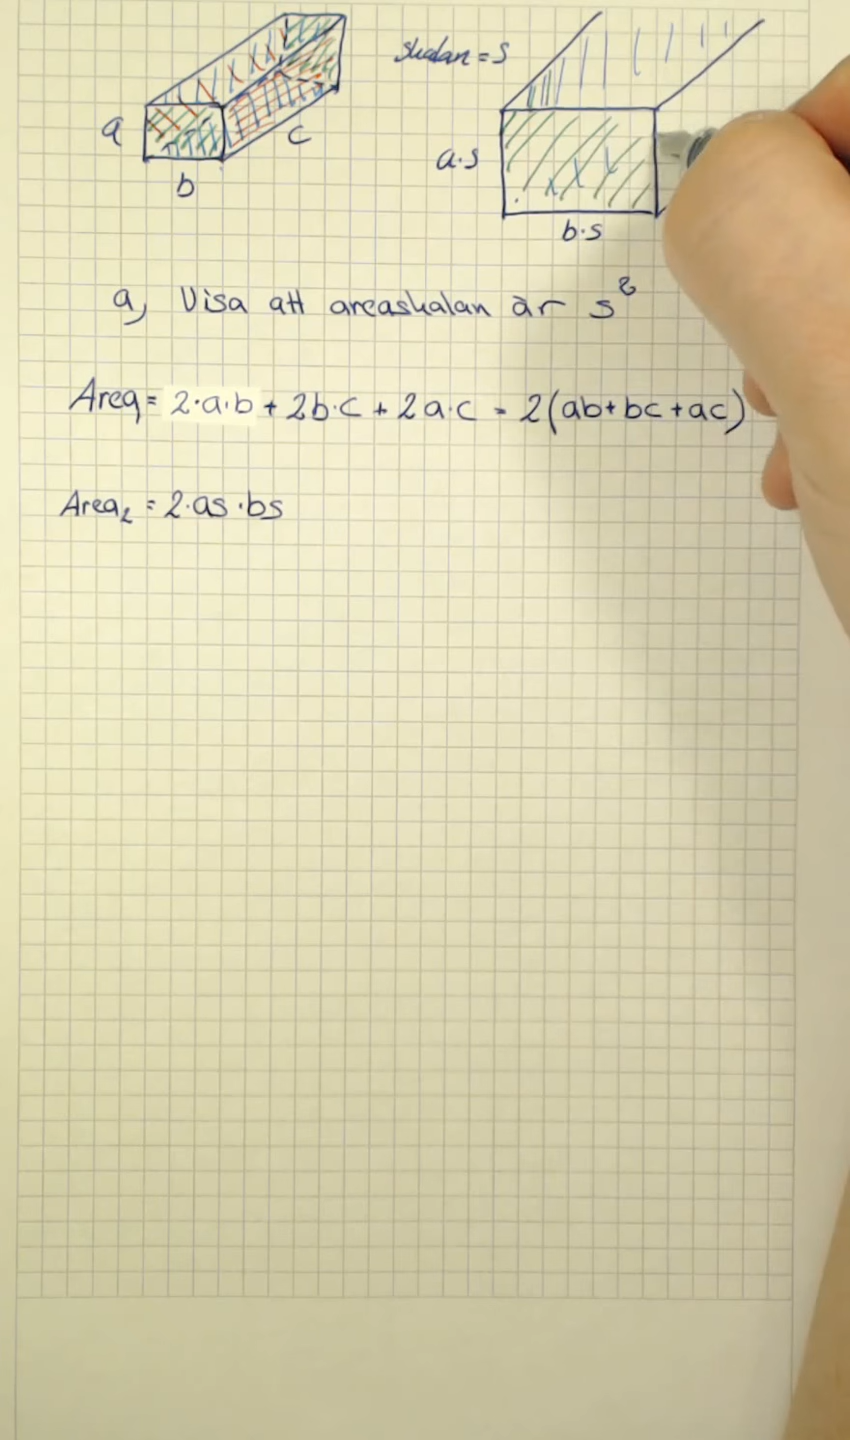 skalan = s
a
c
b
a·s
b·s
a, Visa att areaskalan är s²
Area = 2·a·b + 2b·c + 2a·c = 2(ab+bc+ac)
Area₂ = 2·as·bs